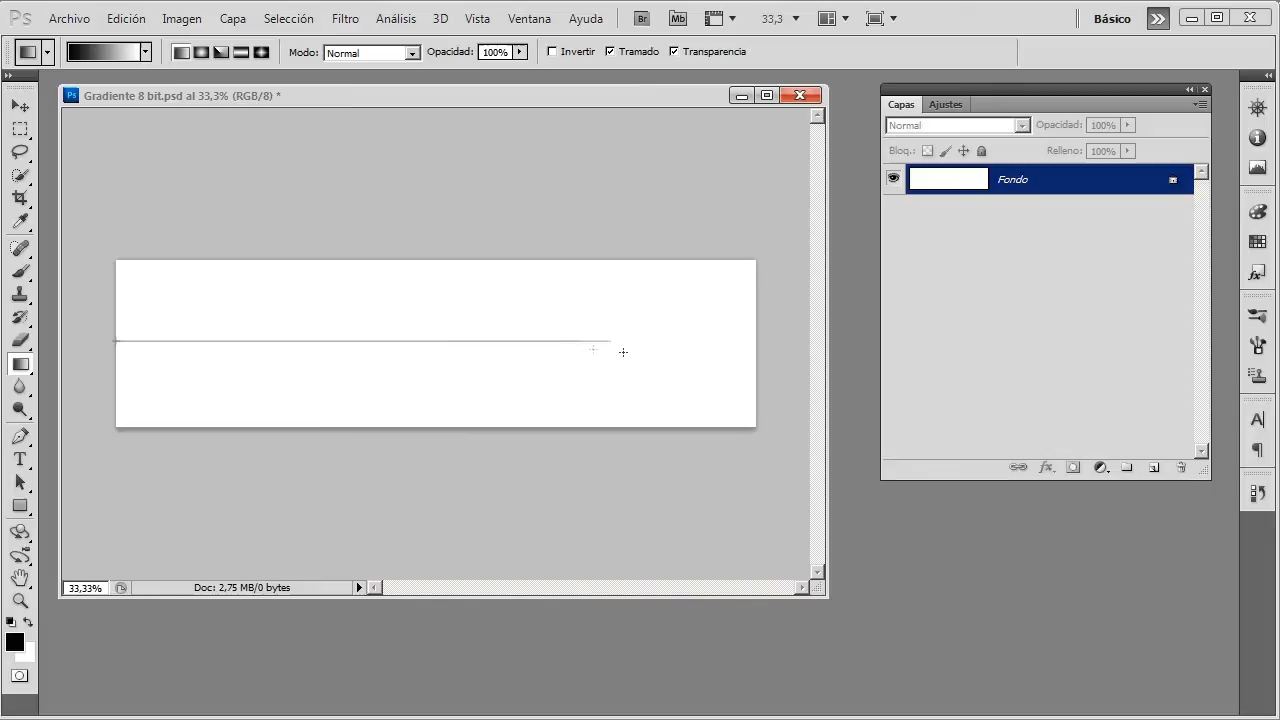 Ps Archivo Edición Imagen Capa Selección Filtro Análisis 3D Vista Ventana Ayuda Br Mb 33,3 Básico
Modo: Normal Opacidad: 100% Invertir Tramado Transparencia
Ps Gradiente 8 bit.psd al 33,3% (RGB/8) *
Capas Ajustes
Normal Opacidad: 100%
Bloq.: Relleno: 100%
Fondo
33,33% Doc: 2,75 MB/0 bytes